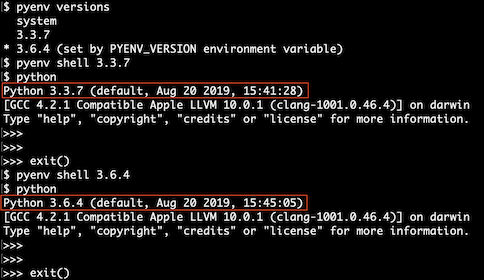 $ pyenv versions
  system
  3.3.7
* 3.6.4 (set by PYENV_VERSION environment variable)
$ pyenv shell 3.3.7
$ python
Python 3.3.7 (default, Aug 20 2019, 15:41:28)
[GCC 4.2.1 Compatible Apple LLVM 10.0.1 (clang-1001.0.46.4)] on darwin
Type "help", "copyright", "credits" or "license" for more information.
>>>
>>>
>>> exit()
$ pyenv shell 3.6.4
$ python
Python 3.6.4 (default, Aug 20 2019, 15:45:05)
[GCC 4.2.1 Compatible Apple LLVM 10.0.1 (clang-1001.0.46.4)] on darwin
Type "help", "copyright", "credits" or "license" for more information.
>>>
>>>
>>> exit()